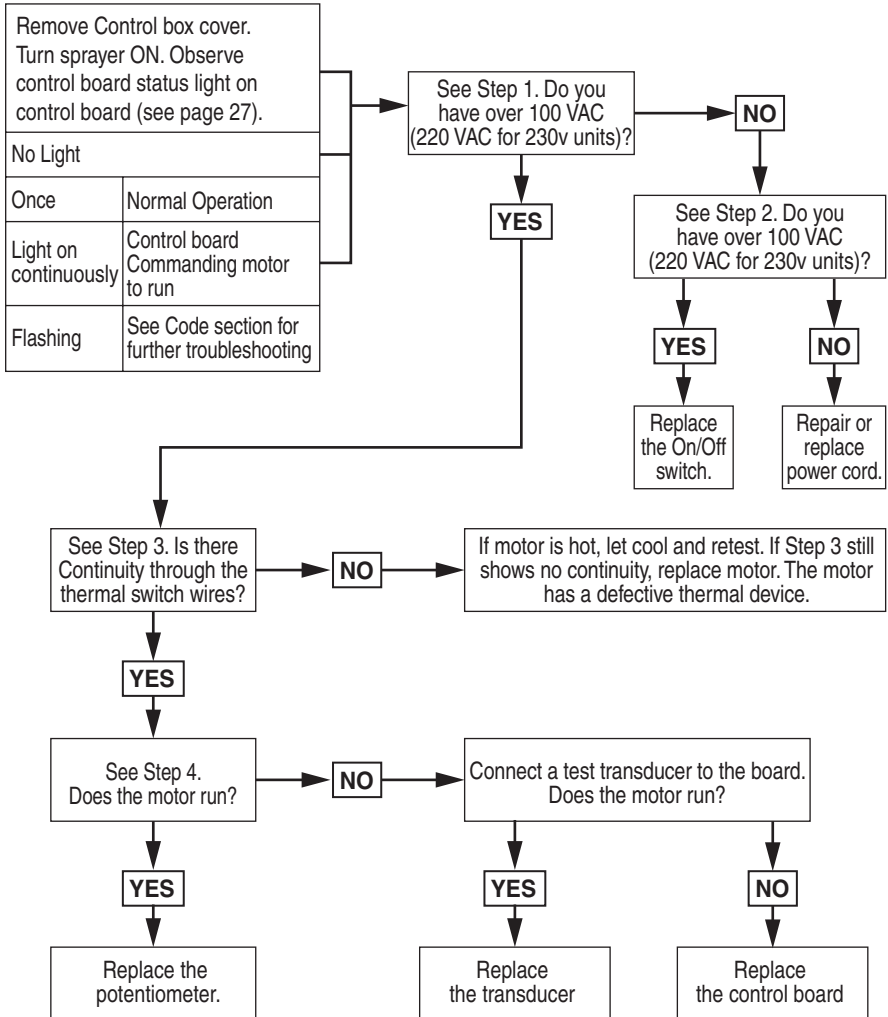 Remove Control box cover.
Turn sprayer ON. Observe
control board status light on
control board (see page 27).
No Light
Once
Normal Operation
Light on
continuously
Control board
Commanding motor
to run
Flashing
See Code section for
further troubleshooting
See Step 1. Do you
have over 100 VAC
(220 VAC for 230v units)?
NO
YES
See Step 2. Do you
have over 100 VAC
(220 VAC for 230v units)?
YES
NO
Replace
the On/Off
switch.
Repair or
replace
power cord.
See Step 3. Is there
Continuity through the
thermal switch wires?
NO
If motor is hot, let cool and retest. If Step 3 still
shows no continuity, replace motor. The motor
has a defective thermal device.
YES
See Step 4.
Does the motor run?
NO
Connect a test transducer to the board.
Does the motor run?
YES
YES
NO
Replace the
potentiometer.
Replace
the transducer
Replace
the control board